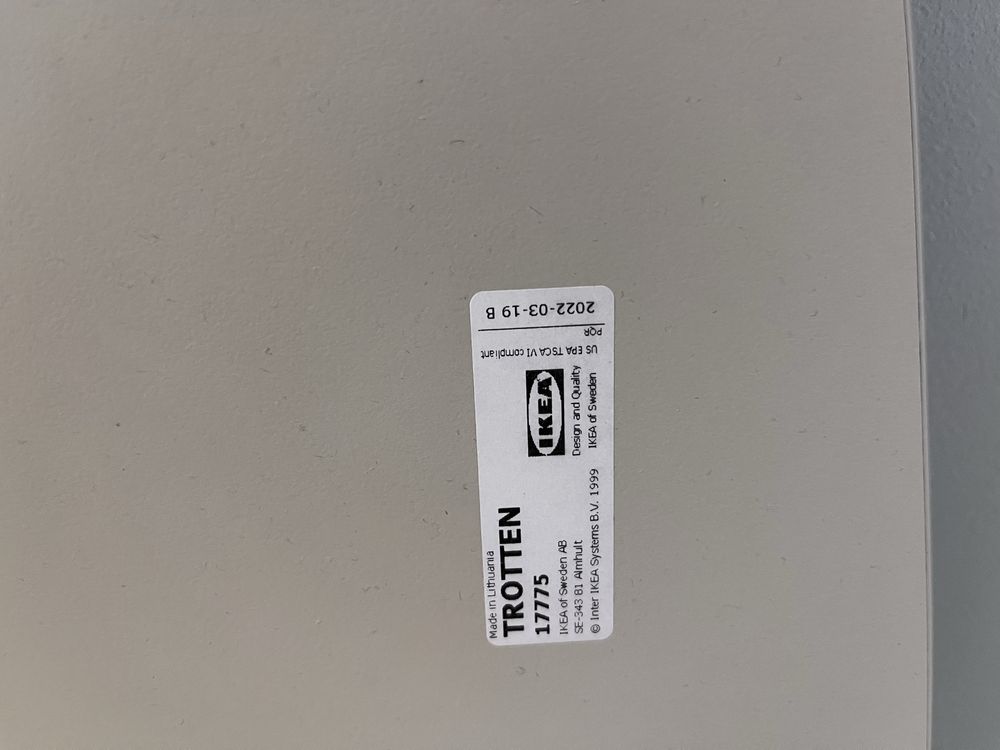 Made in Lithuania
TROTTEN
17775
IKEA of Sweden AB
SE-343 81 Älmhult
© Inter IKEA Systems B.V. 1999
IKEA
Design and Quality
IKEA of Sweden
US EPA TSCA VI compliant
PQR
2022-03-19 B